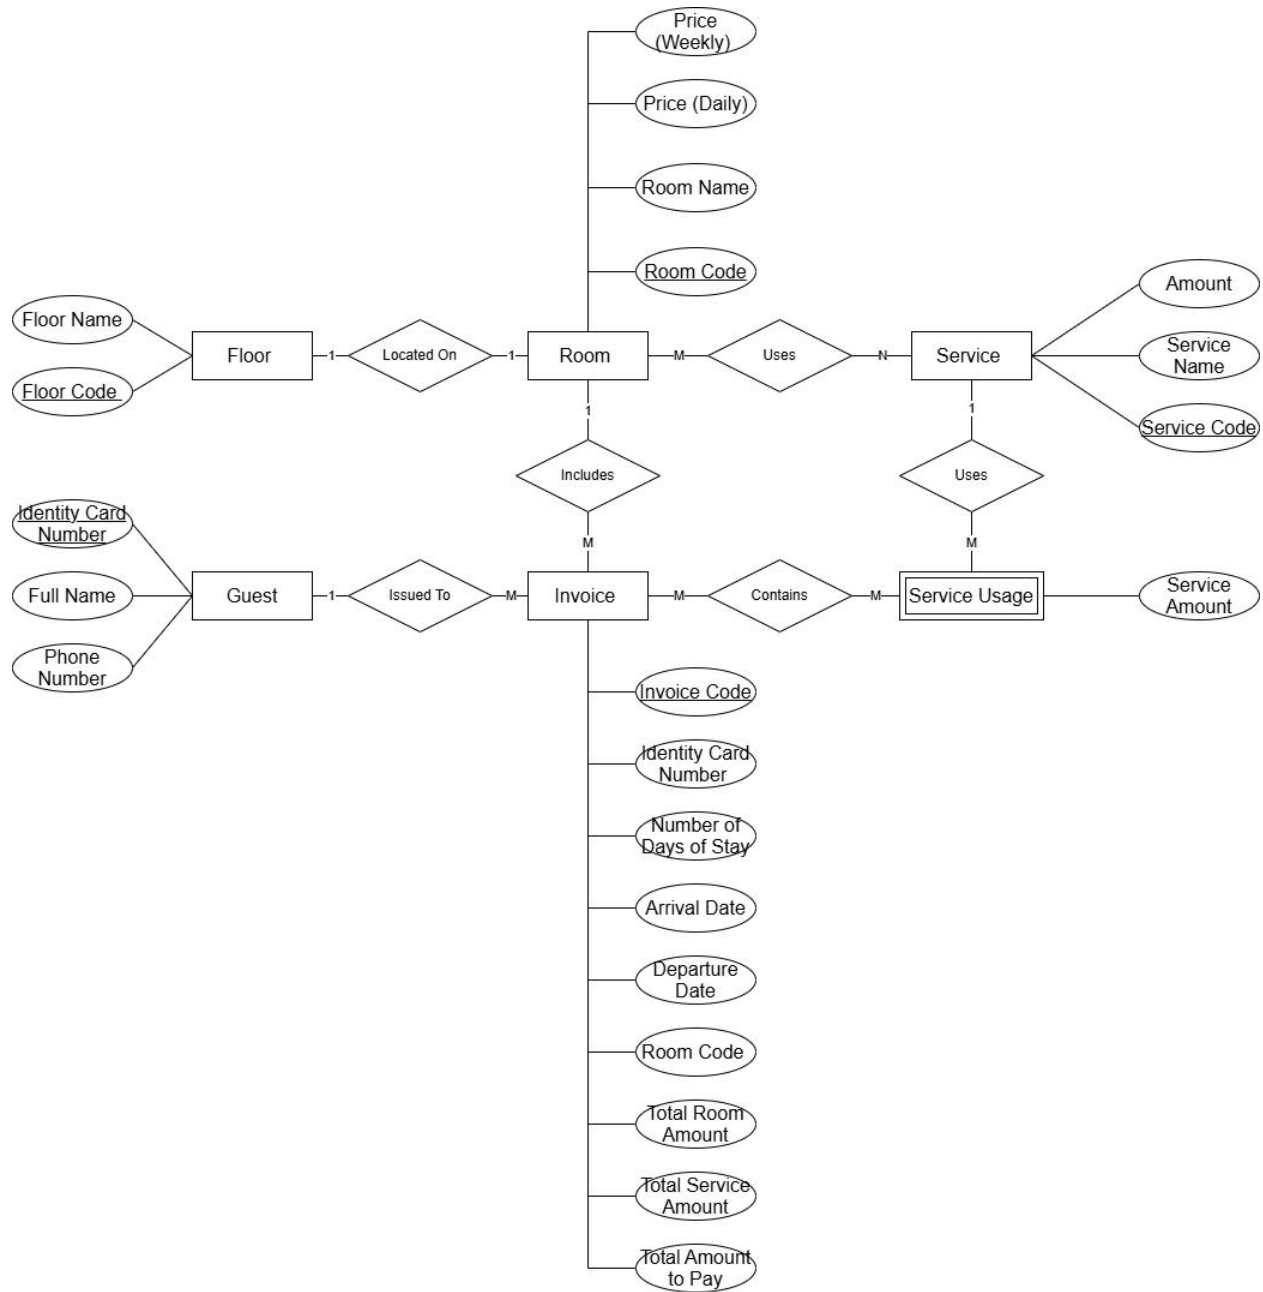 Price
(Weekly)
Price (Daily)
Room Name
Room Code
Floor Name
Floor Code
Floor
1
Located On
1
Room
M
Uses
N
Service
Amount
Service
Name
Service Code
1
Includes
M
1
Uses
M
Identity Card
Number
Full Name
Phone
Number
Guest
1
Issued To
M
Invoice
M
Contains
M
Service Usage
Service
Amount
Invoice Code
Identity Card
Number
Number of
Days of Stay
Arrival Date
Departure
Date
Room Code
Total Room
Amount
Total Service
Amount
Total Amount
to Pay